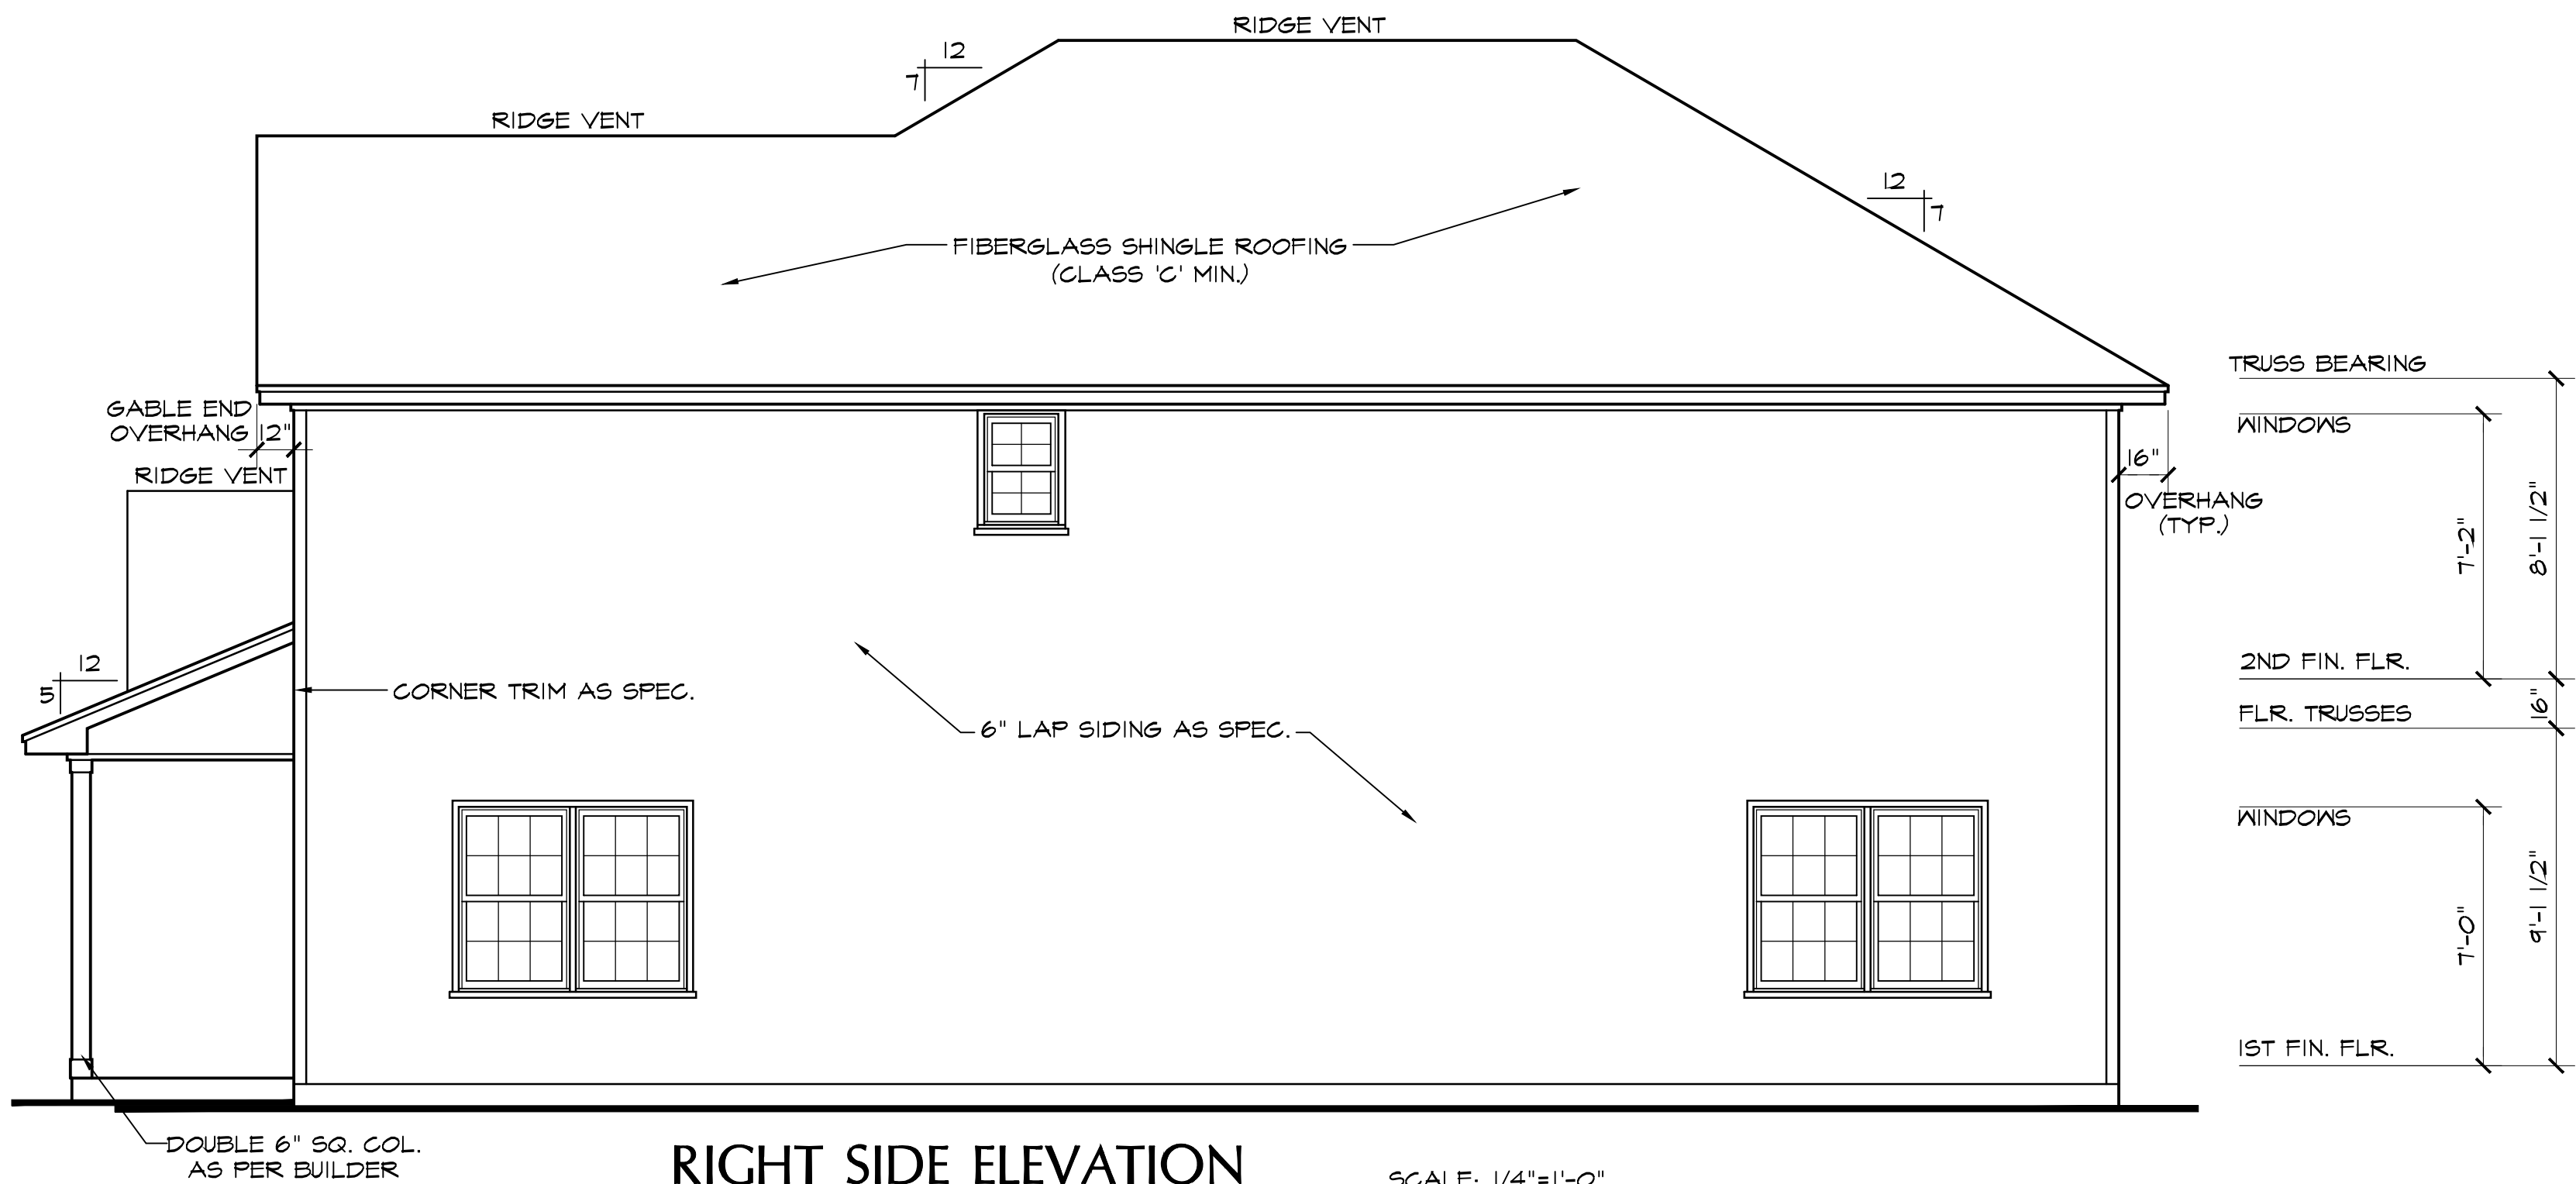 RIDGE VENT
12
7
RIDGE VENT
12
7
FIBERGLASS SHINGLE ROOFING
(CLASS 'C' MIN.)
TRUSS BEARING
GABLE END
OVERHANG 12"
WINDOWS
RIDGE VENT
16"
OVERHANG
(TYP.)
7'-2"
8'-1 1/2"
12
5
CORNER TRIM AS SPEC.
2ND FIN. FLR.
16"
FLR. TRUSSES
6" LAP SIDING AS SPEC.
WINDOWS
7'-0"
9'-1 1/2"
1ST FIN. FLR.
DOUBLE 6" SQ. COL.
AS PER BUILDER
RIGHT SIDE ELEVATION
SCALE: 1/4"=1'-0"